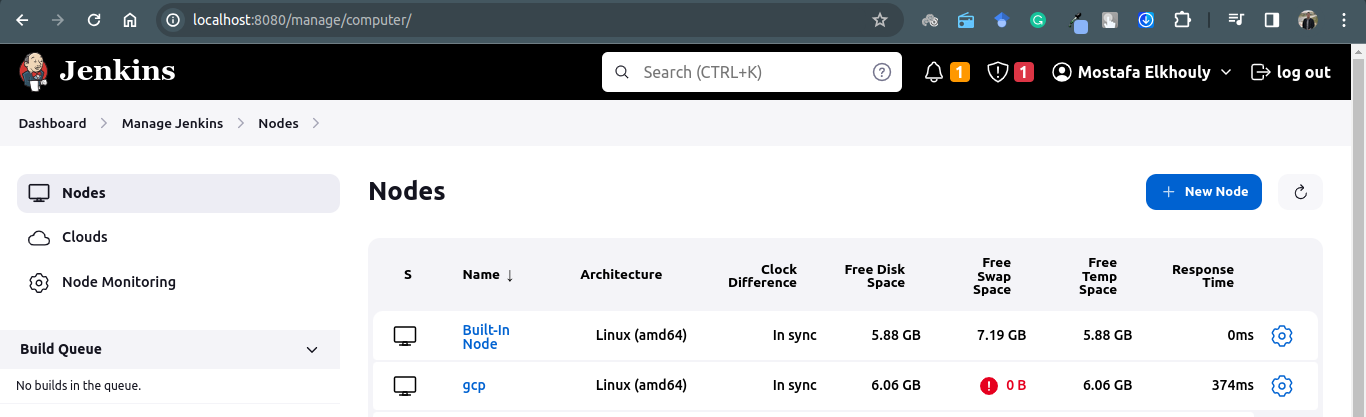 localhost:8080/manage/computer/
Jenkins
Search (CTRL+K)
1
1
Mostafa Elkhouly
log out
Dashboard
Manage Jenkins
Nodes
Nodes
Clouds
Node Monitoring
Build Queue
No builds in the queue.
Nodes
+ New Node
S
Name ↓
Architecture
Clock
Difference
Free Disk
Space
Free
Swap
Space
Free
Temp
Space
Response
Time
Built-In
Node
Linux (amd64)
In sync
5.88 GB
7.19 GB
5.88 GB
0ms
gcp
Linux (amd64)
In sync
6.06 GB
0 B
6.06 GB
374ms